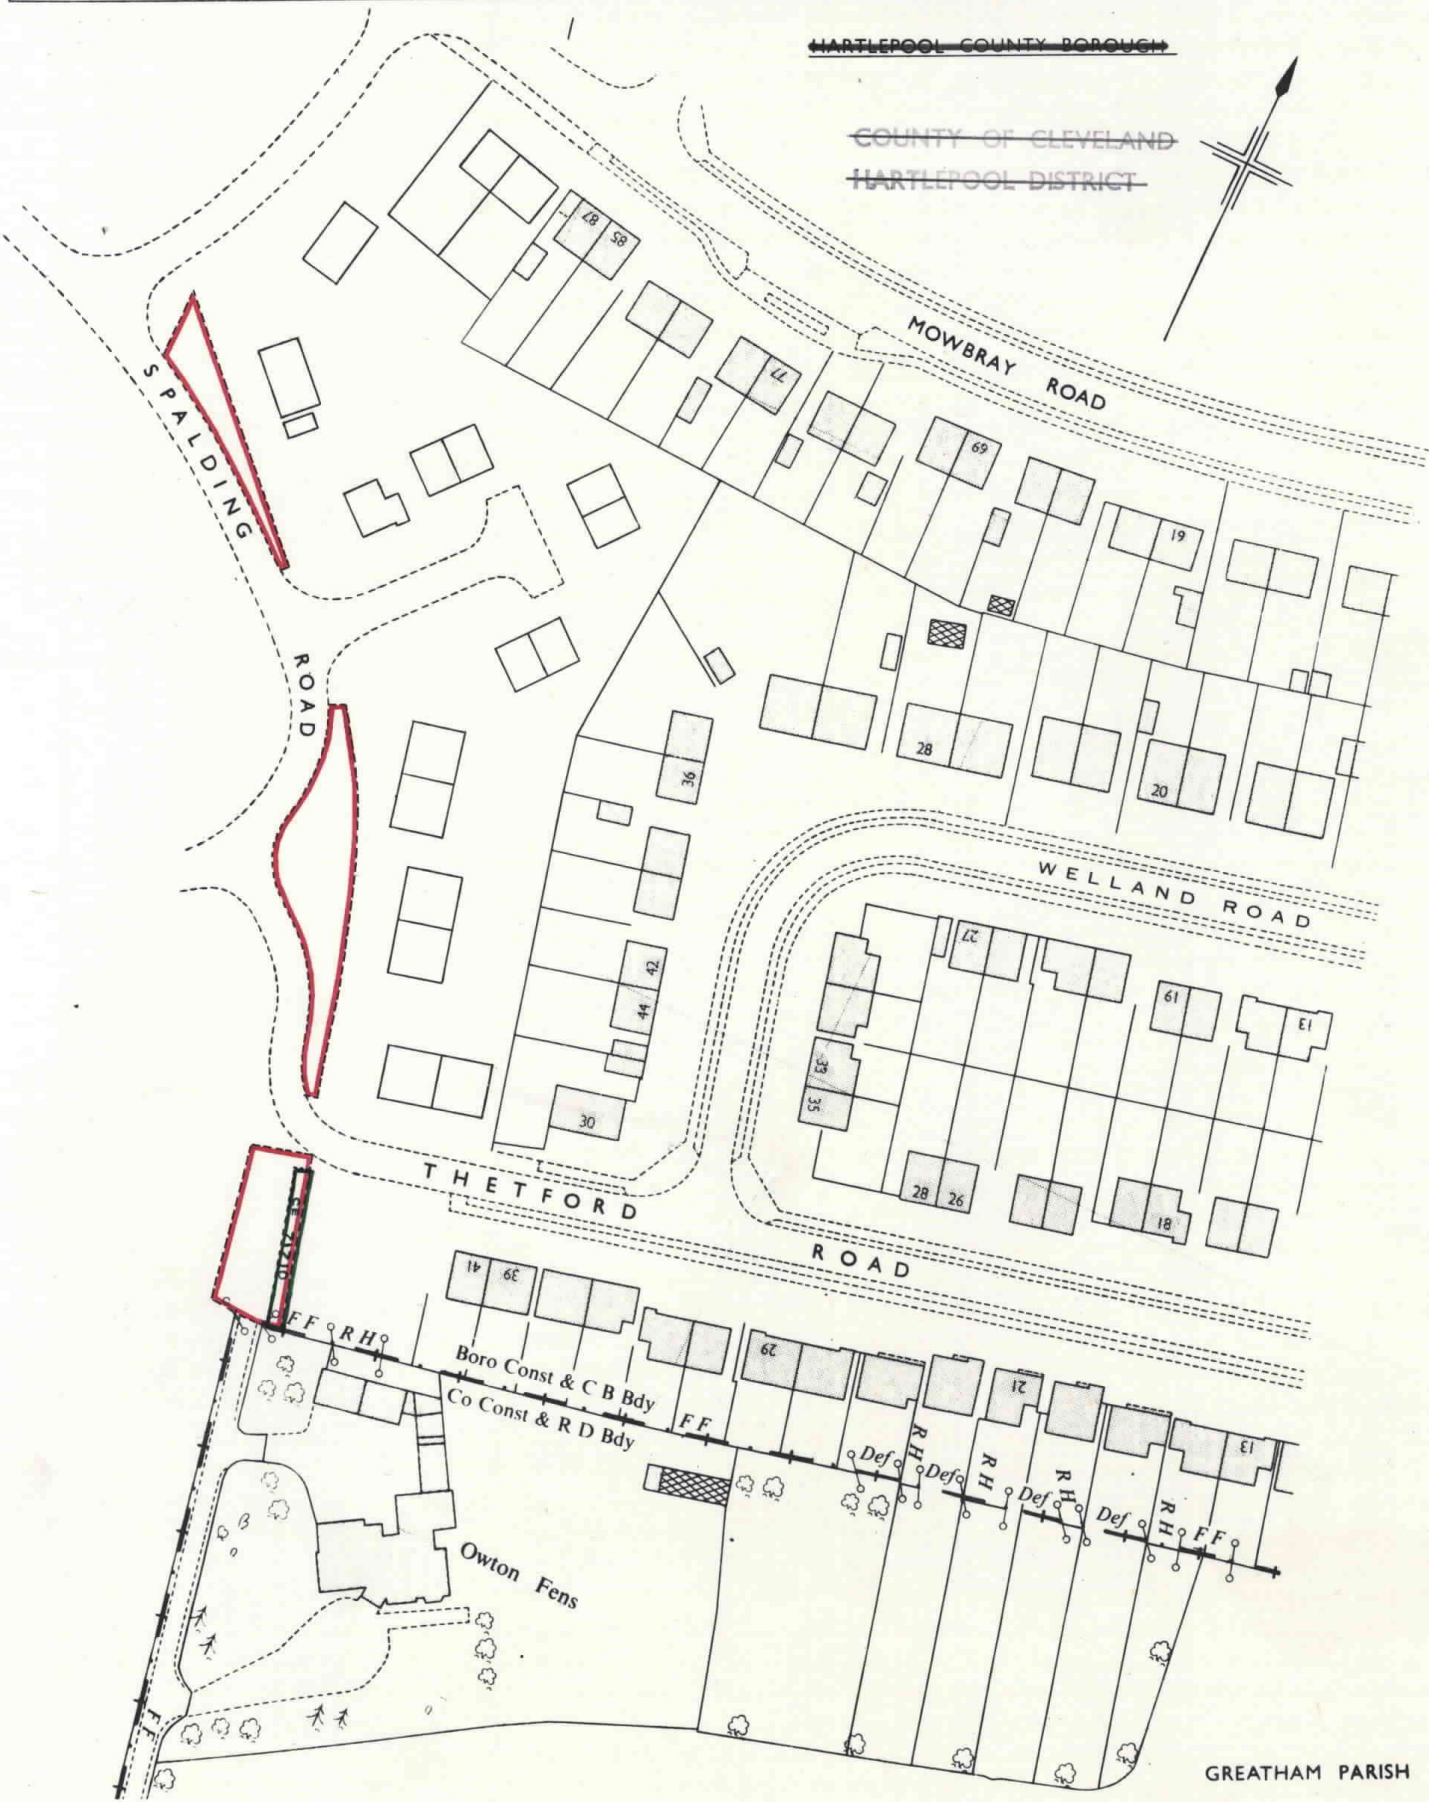 HARTLEPOOL COUNTY BOROUGH
COUNTY OF CLEVELAND
HARTLEPOOL DISTRICT
MOWBRAY ROAD
87
85
77
69
61
SPALDING
ROAD
36
28
20
WELLAND ROAD
42
44
30
27
19
13
33
35
28
26
18
THETFORD
ROAD
CE 21210
41
39
29
21
13
FF
RH
Boro Const & C B Bdy
Co Const & R D Bdy
FF
Def
RH
Def
RH
Def
RH
Def
RH
FF
Owton Fens
FF
GREATHAM PARISH